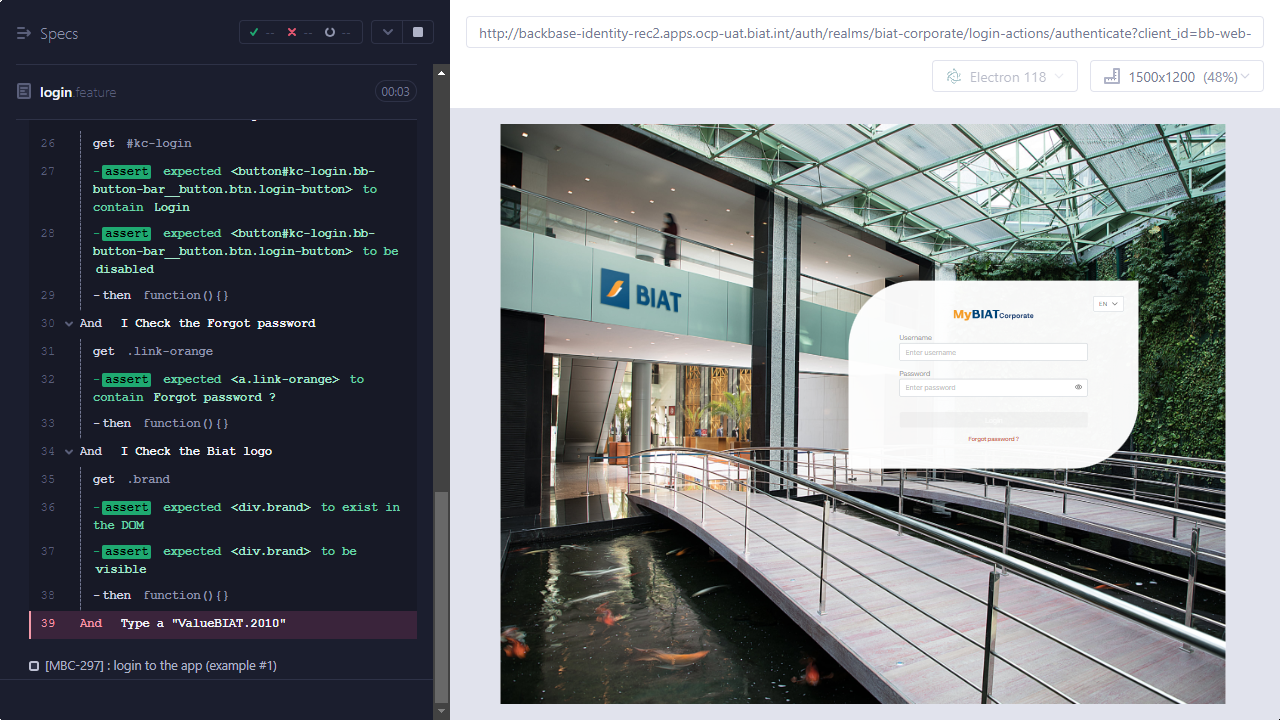 Specs
-- -- --
http://backbase-identity-rec2.apps.ocp-uat.biat.int/auth/realms/biat-corporate/login-actions/authenticate?client_id=bb-web-
Electron 118
1500x1200 (48%)
login feature
00:03
26 get #kc-login
27 -assert expected <button#kc-login.bb-
button-bar__button.btn.login-button> to
contain Login
28 -assert expected <button#kc-login.bb-
button-bar__button.btn.login-button> to be
disabled
29 -then function(){}
30 And I Check the Forgot password
31 get .link-orange
32 -assert expected <a.link-orange> to
contain Forgot password ?
33 -then function(){}
34 And I Check the Biat logo
35 get .brand
36 -assert expected <div.brand> to exist in
the DOM
37 -assert expected <div.brand> to be
visible
38 -then function(){}
39 And Type a "ValueBIAT.2010"
[MBC-297] : login to the app (example #1)
BIAT
EN
MyBIATCorporate
Username
Enter username
Password
Enter password
Login
Forgot password ?